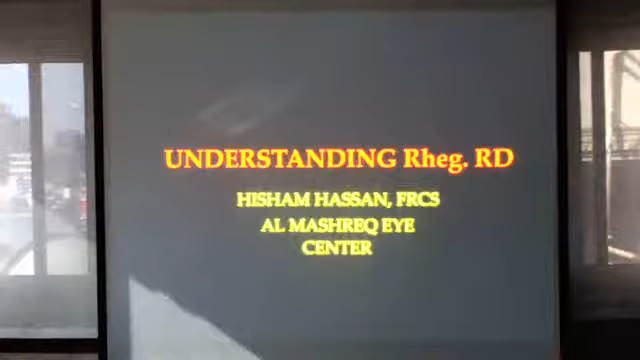 UNDERSTANDING Rheg. RD
HISHAM HASSAN, FRCS
AL MASHREQ EYE
CENTER